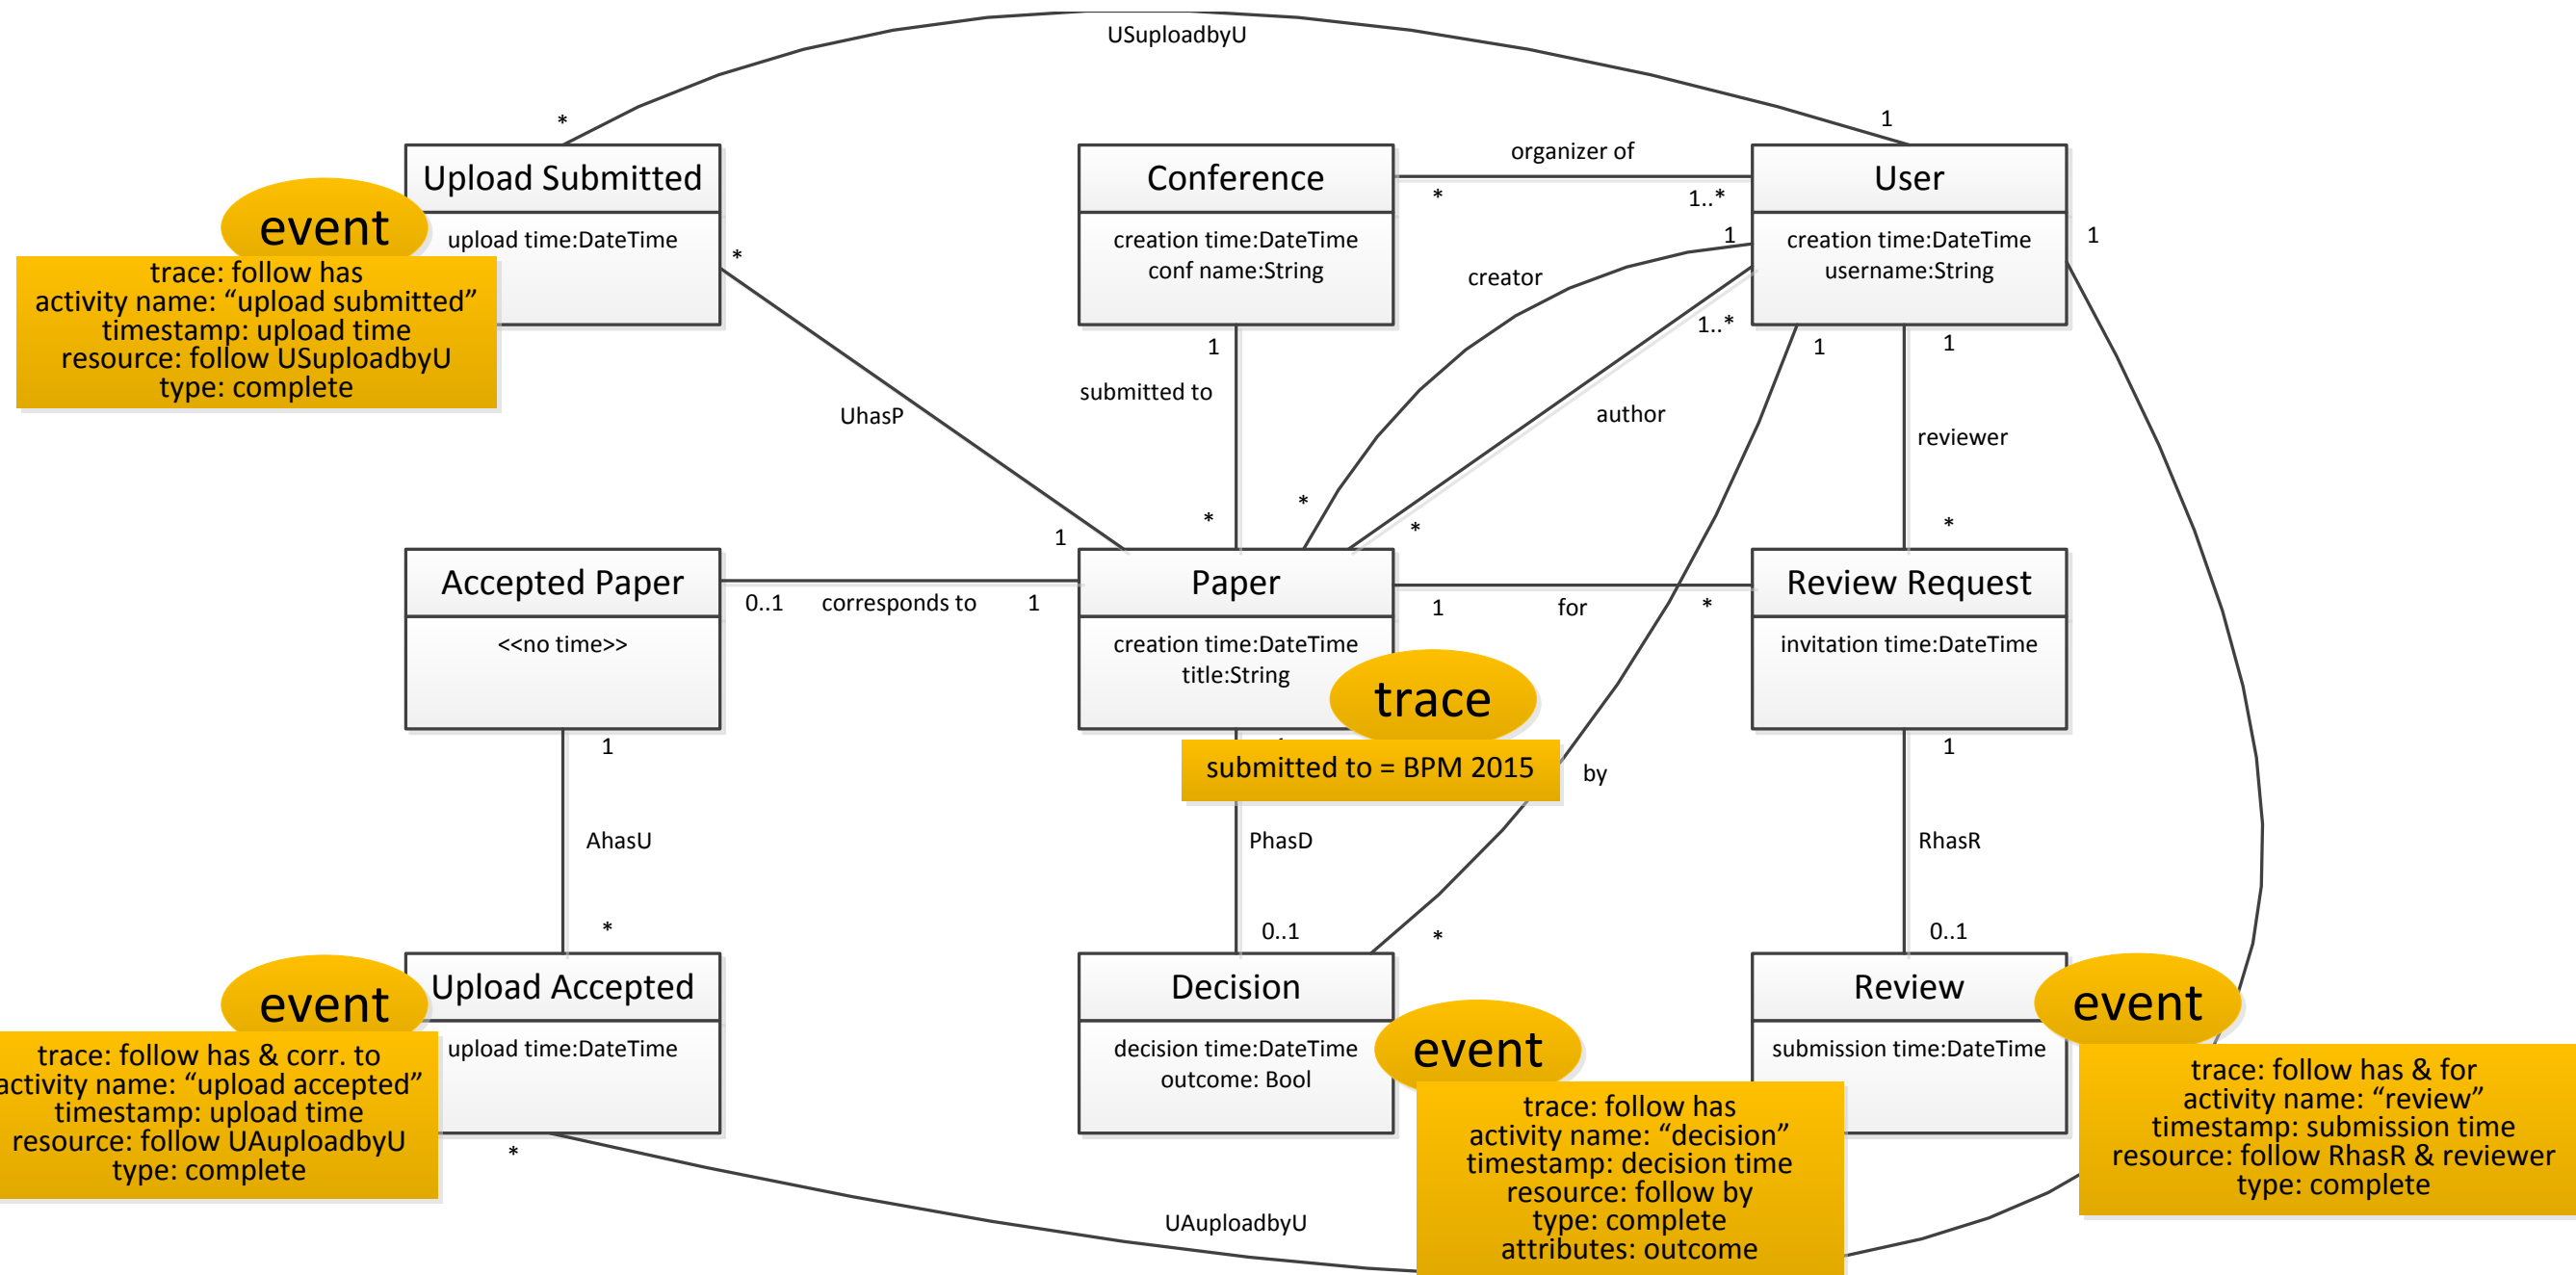 USuploadbyU
*
1
Upload Submitted
upload time:DateTime
event
trace: follow has
activity name: “upload submitted”
timestamp: upload time
resource: follow USuploadbyU
type: complete
*
UhasP
1
Conference
creation time:DateTime
conf name:String
organizer of
*
1..*
User
creation time:DateTime
username:String
1
1
creator
*
1..*
author
*
1
submitted to
*
1
1
reviewer
*
Accepted Paper
<<no time>>
0..1
corresponds to
1
Paper
creation time:DateTime
title:String
1
for
*
Review Request
invitation time:DateTime
trace
submitted to = BPM 2015
by
1
AhasU
*
PhasD
0..1
*
1
RhasR
0..1
Upload Accepted
upload time:DateTime
event
trace: follow has & corr. to
activity name: “upload accepted”
timestamp: upload time
resource: follow UAuploadbyU
type: complete
*
UAuploadbyU
Decision
decision time:DateTime
outcome: Bool
event
trace: follow has
activity name: “decision”
timestamp: decision time
resource: follow by
type: complete
attributes: outcome
Review
submission time:DateTime
event
trace: follow has & for
activity name: “review”
timestamp: submission time
resource: follow RhasR & reviewer
type: complete